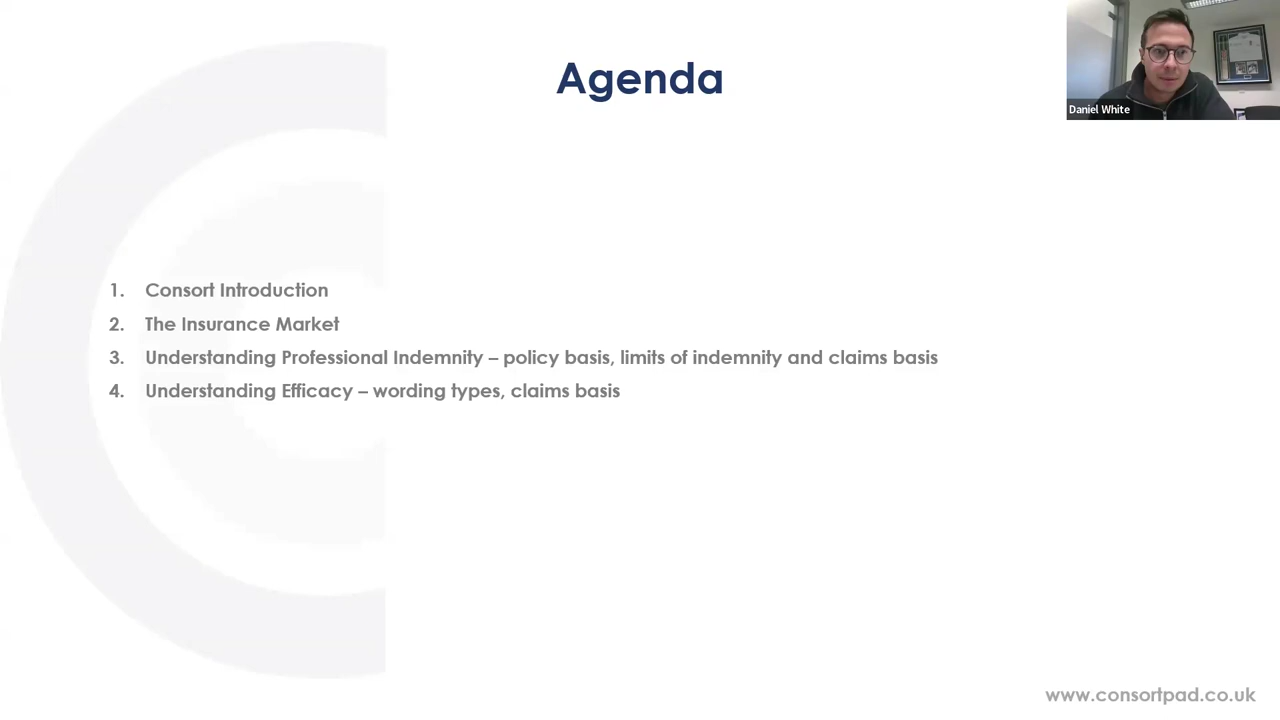 Agenda
Daniel White
1. Consort Introduction
2. The Insurance Market
3. Understanding Professional Indemnity – policy basis, limits of indemnity and claims basis
4. Understanding Efficacy – wording types, claims basis
www.consortpad.co.uk